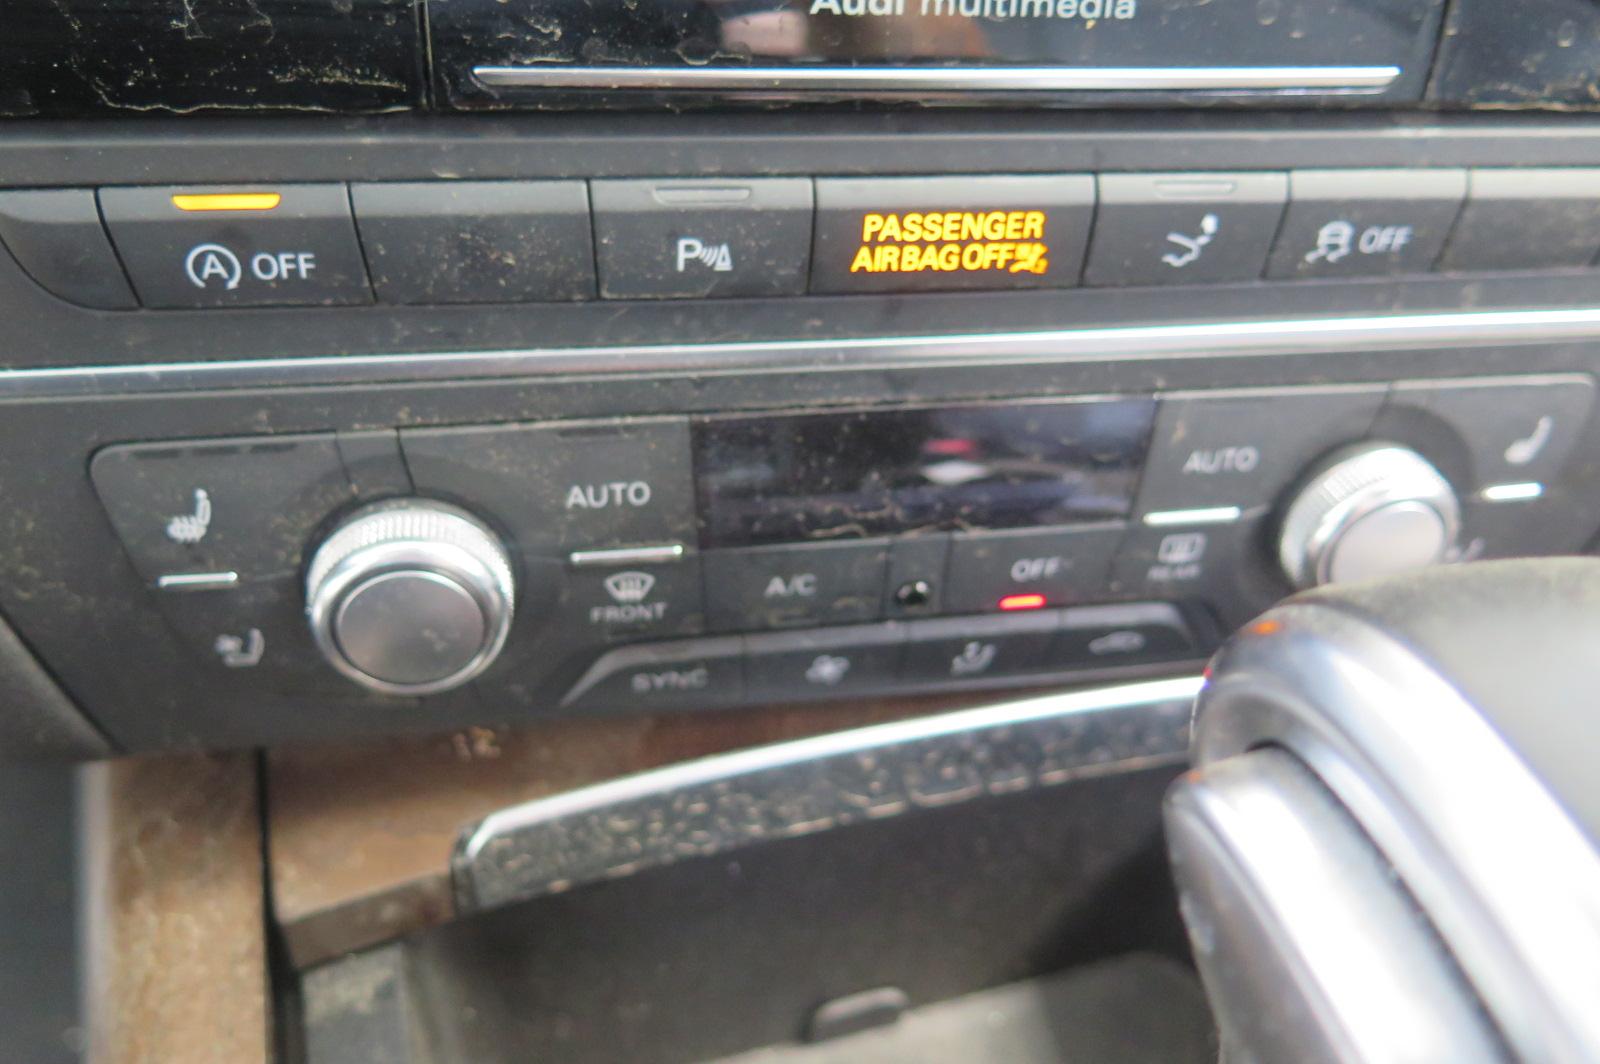 Audi multimedia
A OFF
P
PASSENGER
AIRBAG OFF
OFF
AUTO
AUTO
FRONT
A/C
OFF
REAR
SYNC